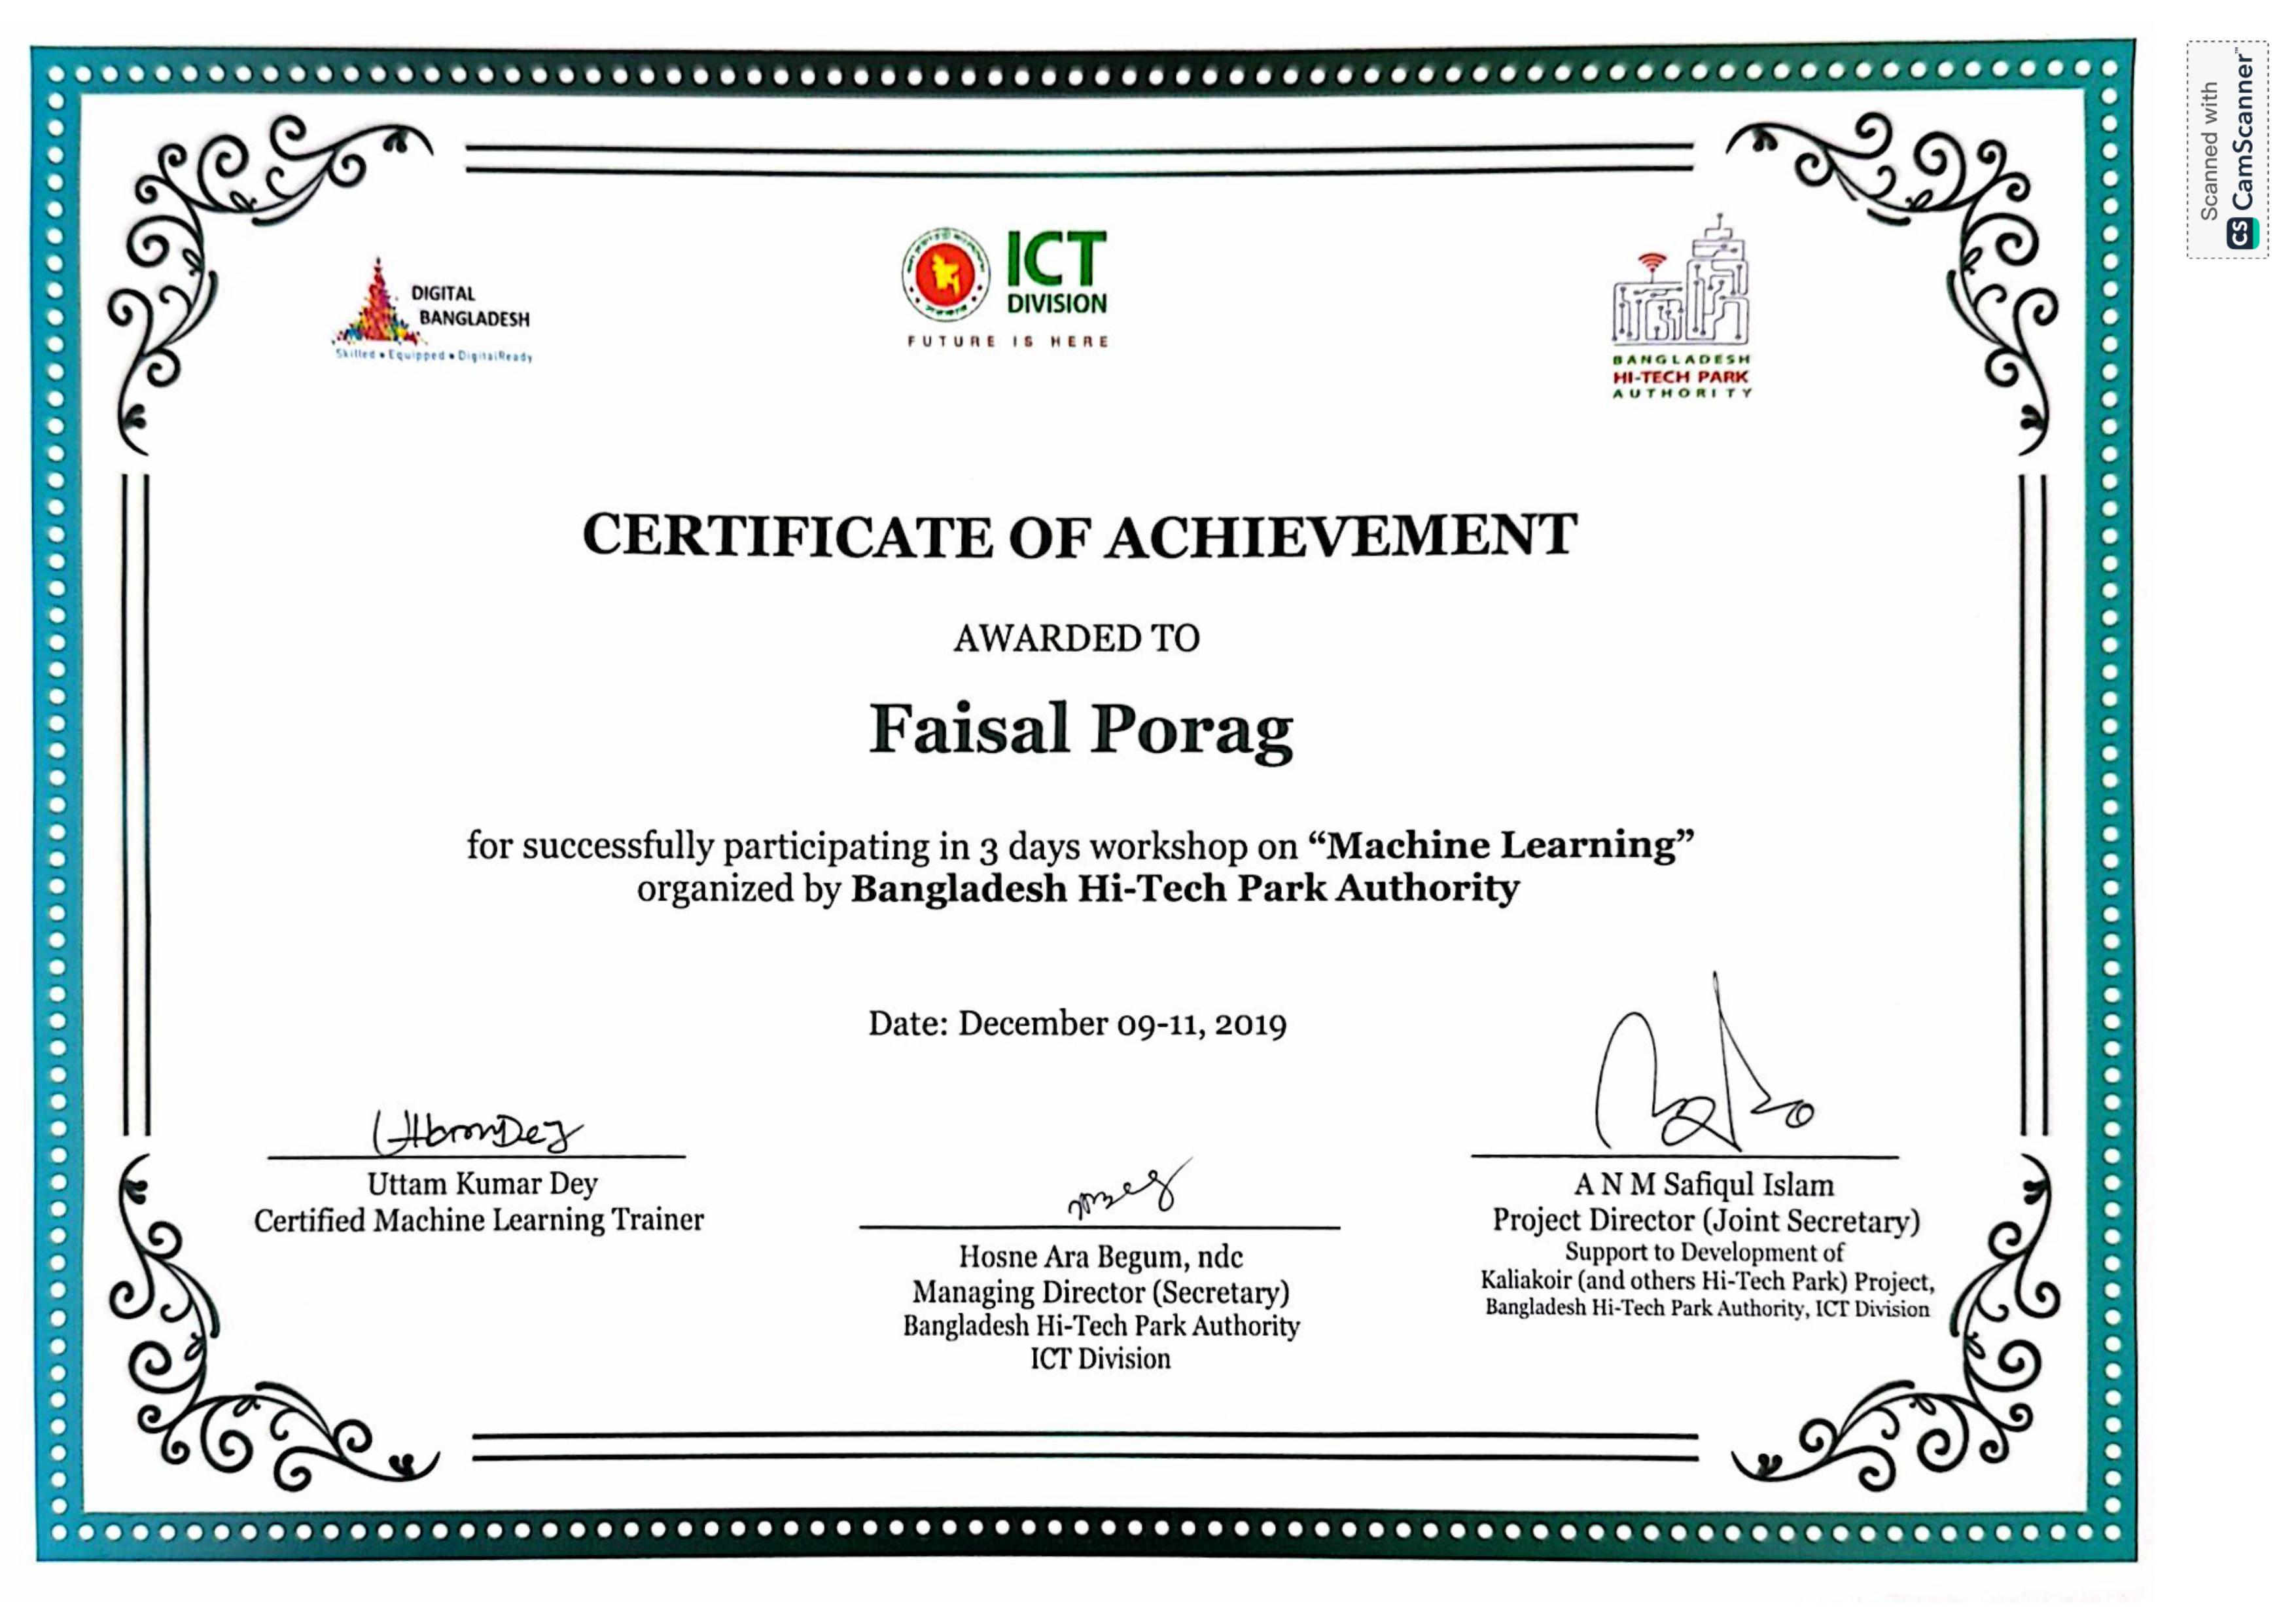 DIGITAL
BANGLADESH
Skilled • Equipped • DigitalReady
ICT
DIVISION
FUTURE IS HERE
BANGLADESH
HI-TECH PARK
AUTHORITY
CERTIFICATE OF ACHIEVEMENT
AWARDED TO
Faisal Porag
for successfully participating in 3 days workshop on “Machine Learning”
organized by Bangladesh Hi-Tech Park Authority
Date: December 09-11, 2019
Uttam Kumar Dey
Certified Machine Learning Trainer
Hosne Ara Begum, ndc
Managing Director (Secretary)
Bangladesh Hi-Tech Park Authority
ICT Division
A N M Safiqul Islam
Project Director (Joint Secretary)
Support to Development of
Kaliakoir (and others Hi-Tech Park) Project,
Bangladesh Hi-Tech Park Authority, ICT Division
Scanned with
CS CamScanner™